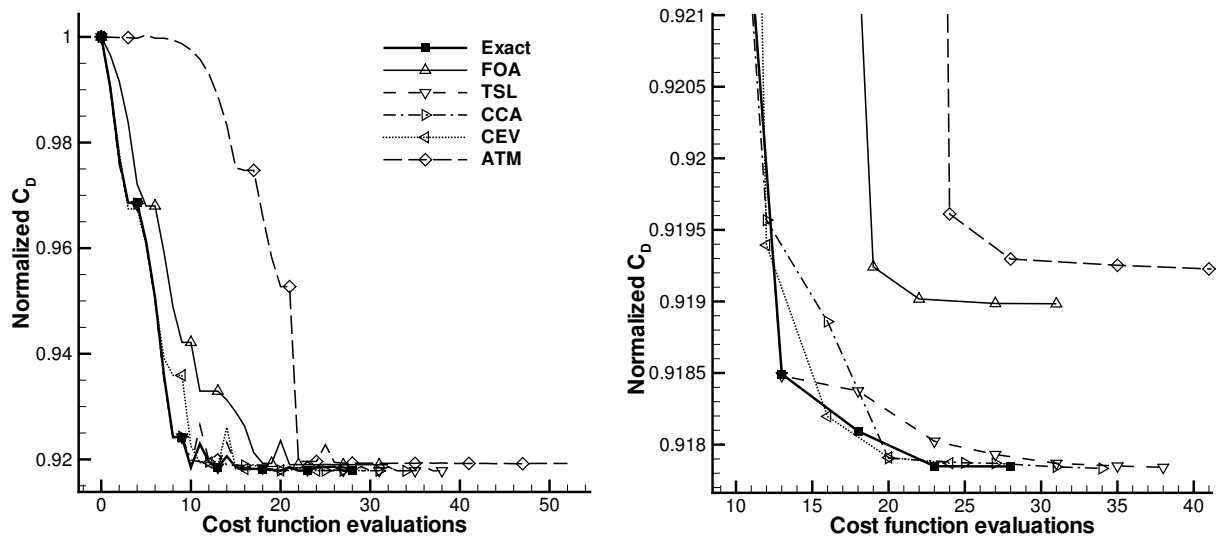 1
0.98
0.96
0.94
0.92
Normalized C_D
0 10 20 30 40 50
Cost function evaluations
Exact
FOA
TSL
CCA
CEV
ATM
0.921
0.9205
0.92
0.9195
0.919
0.9185
0.918
Normalized C_D
10 15 20 25 30 35 40
Cost function evaluations